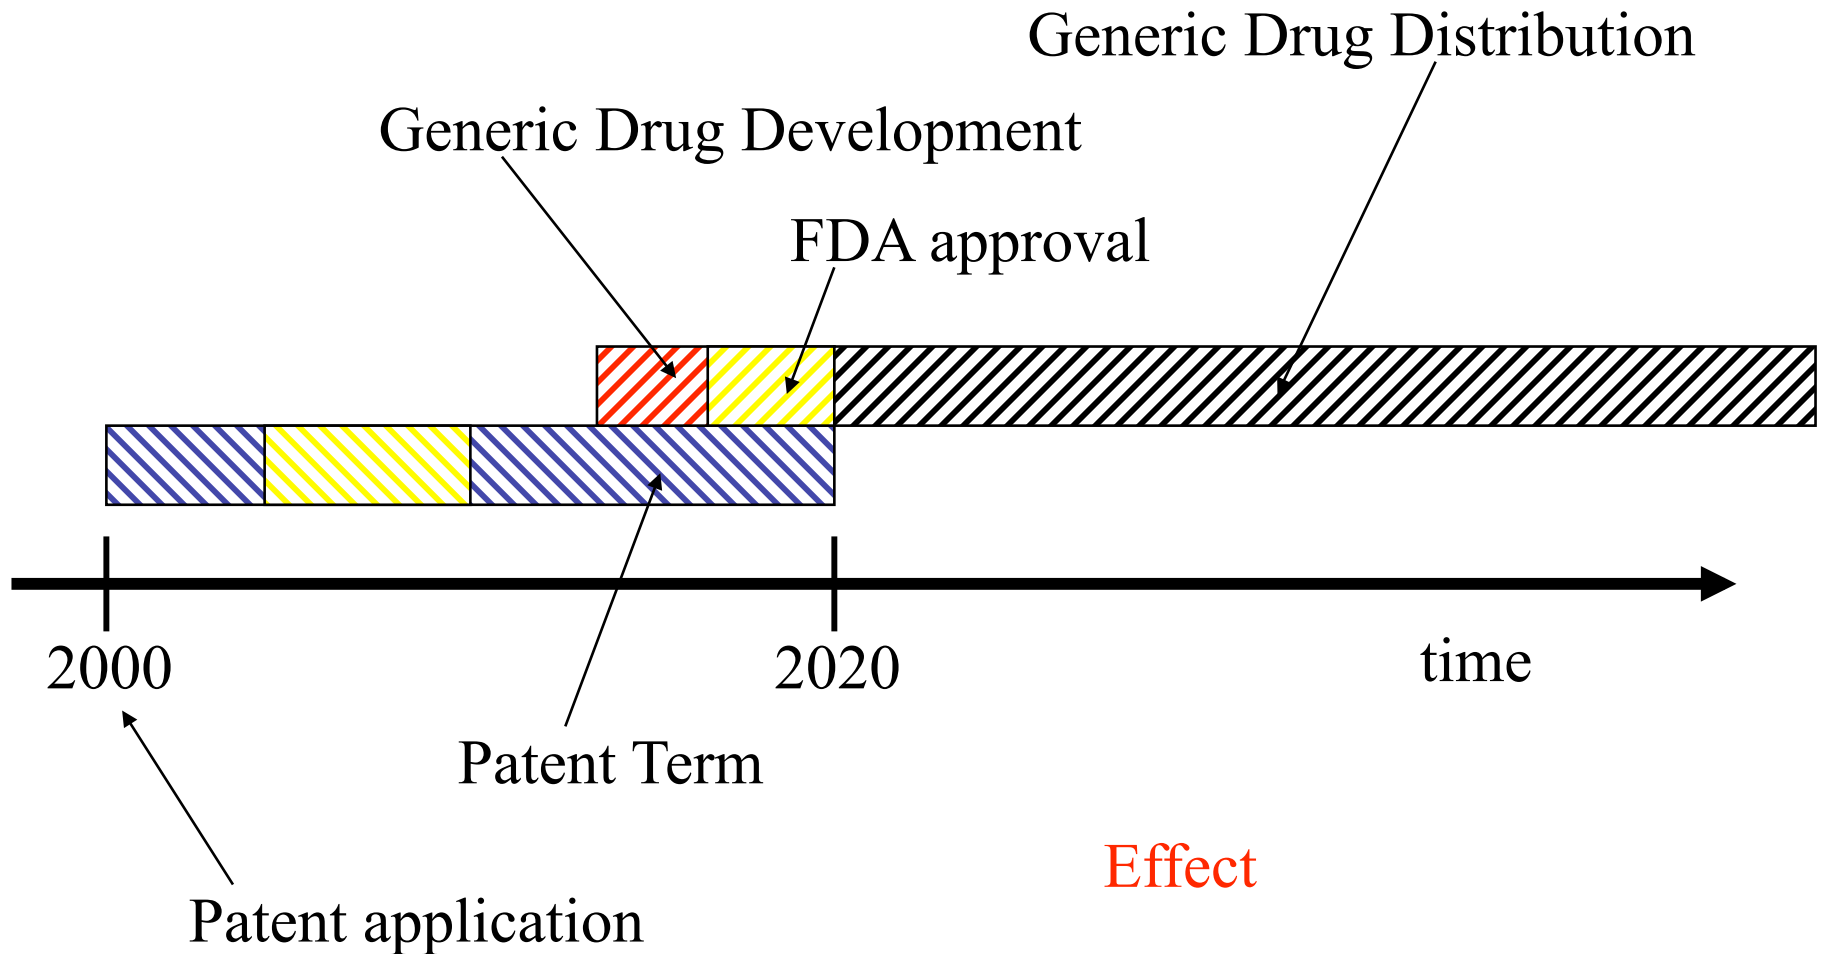 Generic Drug Distribution
Generic Drug Development
FDA approval
2000
2020
time
Patent Term
Effect
Patent application